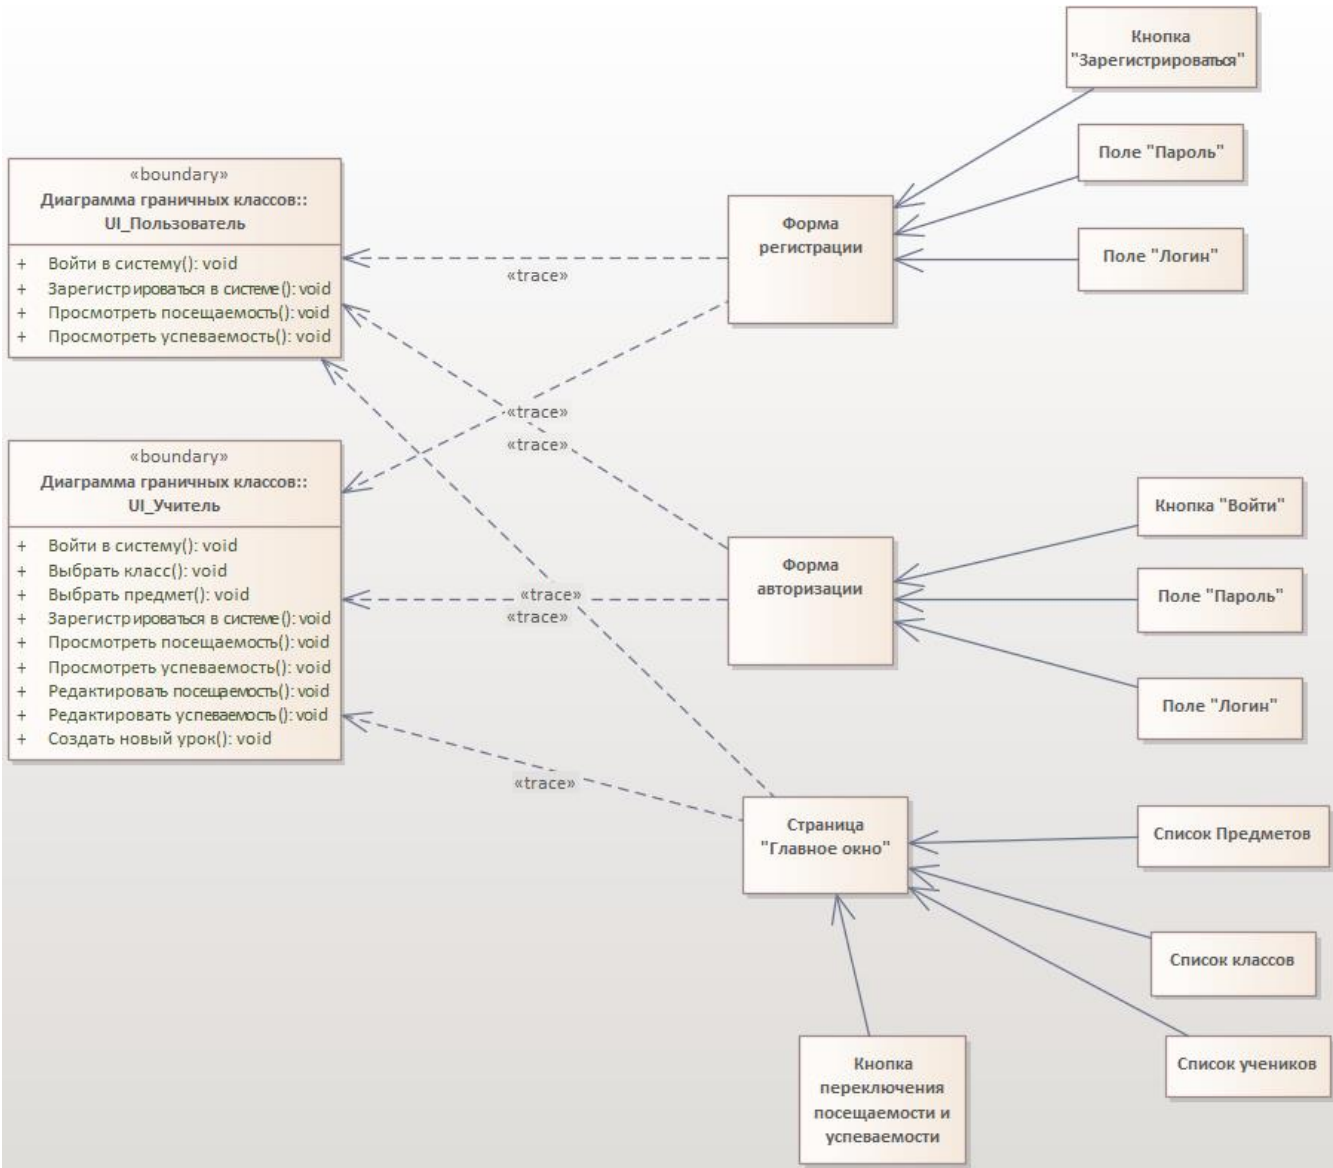 Кнопка
"Зарегистрироваться"
Поле "Пароль"
Поле "Логин"
Форма
регистрации
«boundary»
Диаграмма граничных классов::
UI_Пользователь
+ Войти в систему(): void
+ Зарегистрироваться в системе(): void
+ Просмотреть посещаемость(): void
+ Просмотреть успеваемость(): void
«trace»
«trace»
«trace»
«boundary»
Диаграмма граничных классов::
UI_Учитель
+ Войти в систему(): void
+ Выбрать класс(): void
+ Выбрать предмет(): void
+ Зарегистрироваться в системе(): void
+ Просмотреть посещаемость(): void
+ Просмотреть успеваемость(): void
+ Редактировать посещаемость(): void
+ Редактировать успеваемость(): void
+ Создать новый урок(): void
«trace»
«trace»
«trace»
Форма
авторизации
Кнопка "Войти"
Поле "Пароль"
Поле "Логин"
Страница
"Главное окно"
Список Предметов
Список классов
Список учеников
Кнопка
переключения
посещаемости и
успеваемости